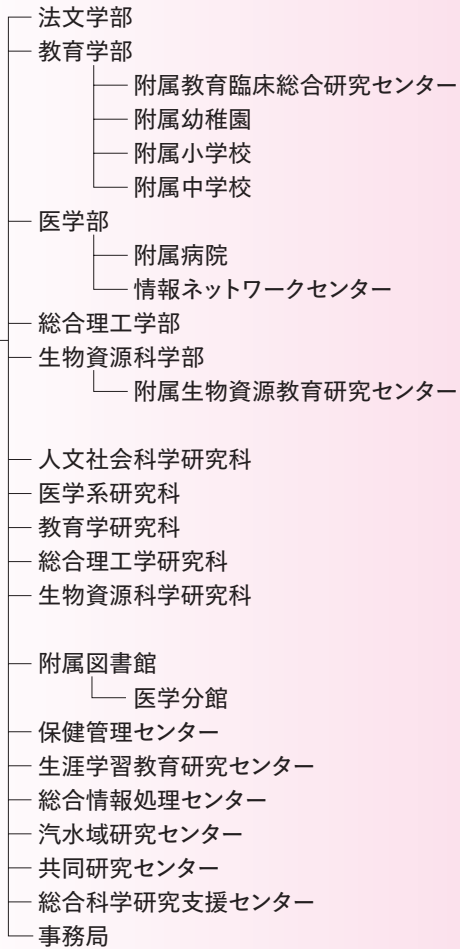 法文学部
教育学部
附属教育臨床総合研究センター
附属幼稚園
附属小学校
附属中学校
医学部
附属病院
情報ネットワークセンター
総合理工学部
生物資源科学部
附属生物資源教育研究センター
人文社会科学研究科
医学系研究科
教育学研究科
総合理工学研究科
生物資源科学研究科
附属図書館
医学分館
保健管理センター
生涯学習教育研究センター
総合情報処理センター
汽水域研究センター
共同研究センター
総合科学研究支援センター
事務局